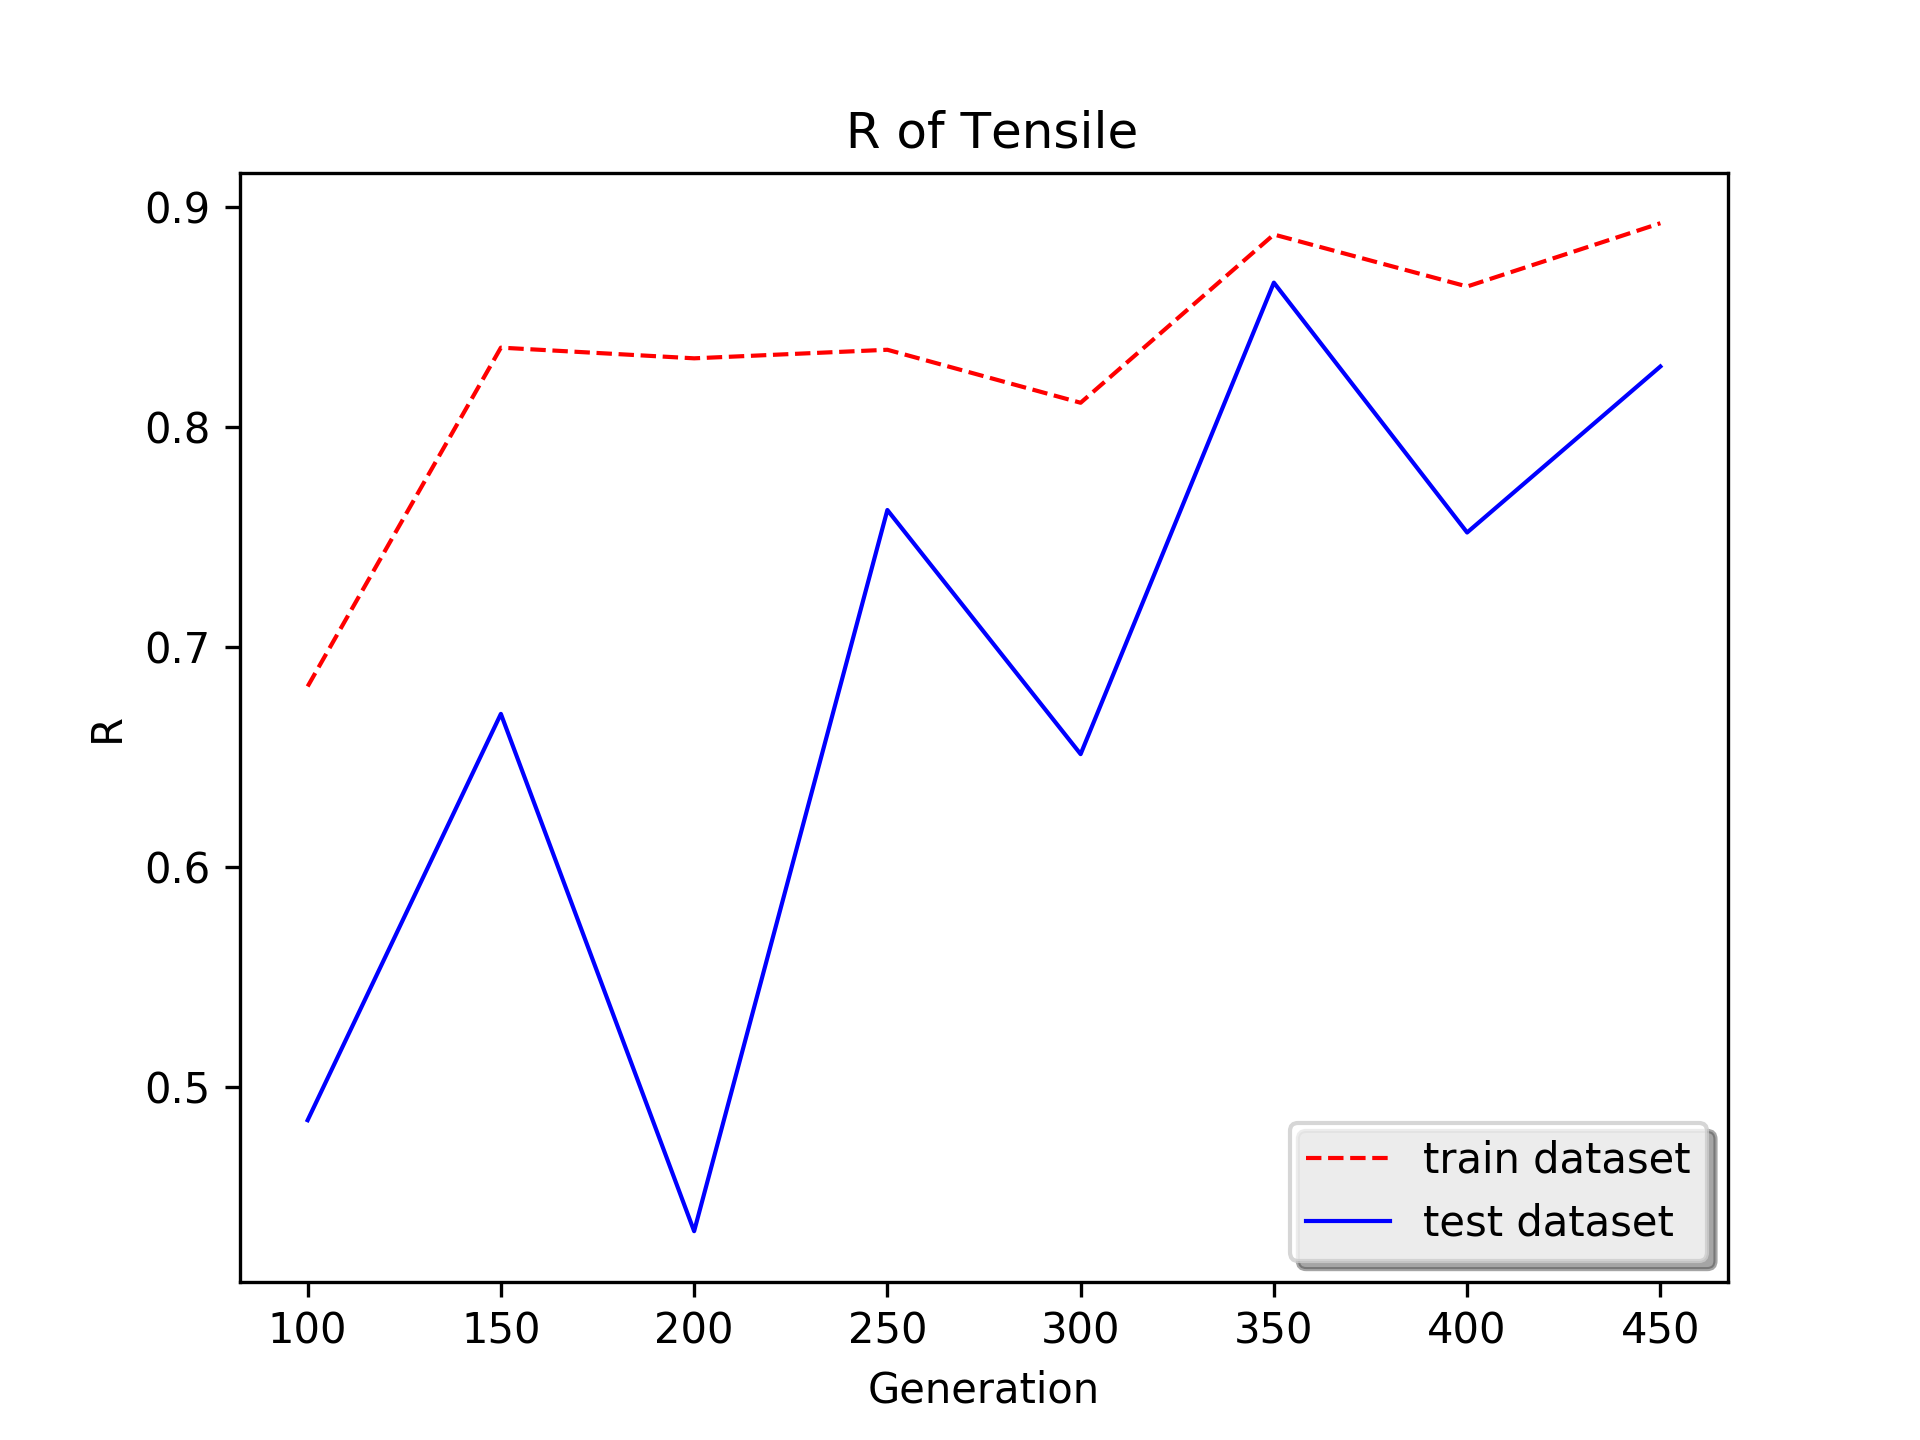 R of Tensile
0.9
0.8
0.7
0.6
0.5
R
100 150 200 250 300 350 400 450
Generation
train dataset
test dataset